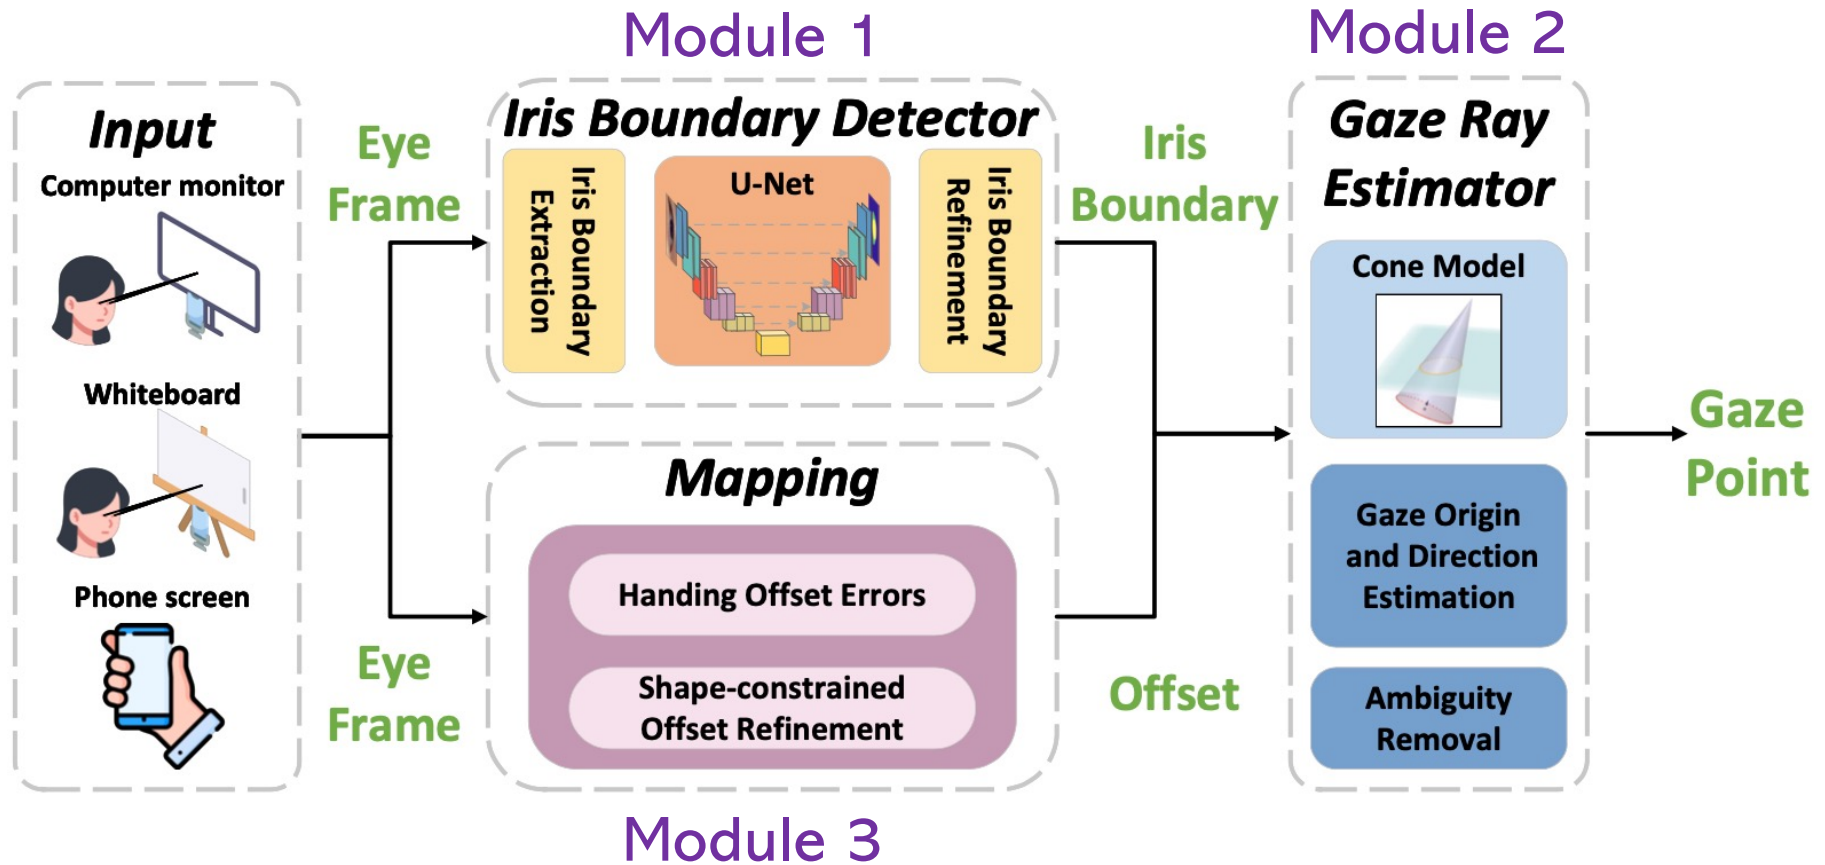 Module 1
Module 2
Input
Computer monitor
Whiteboard
Phone screen
Eye
Frame
Eye
Frame
Iris Boundary Detector
Iris Boundary
Extraction
U-Net
Iris Boundary
Refinement
Mapping
Handing Offset Errors
Shape-constrained
Offset Refinement
Module 3
Iris
Boundary
Offset
Gaze Ray
Estimator
Cone Model
Gaze Origin
and Direction
Estimation
Ambiguity
Removal
Gaze
Point